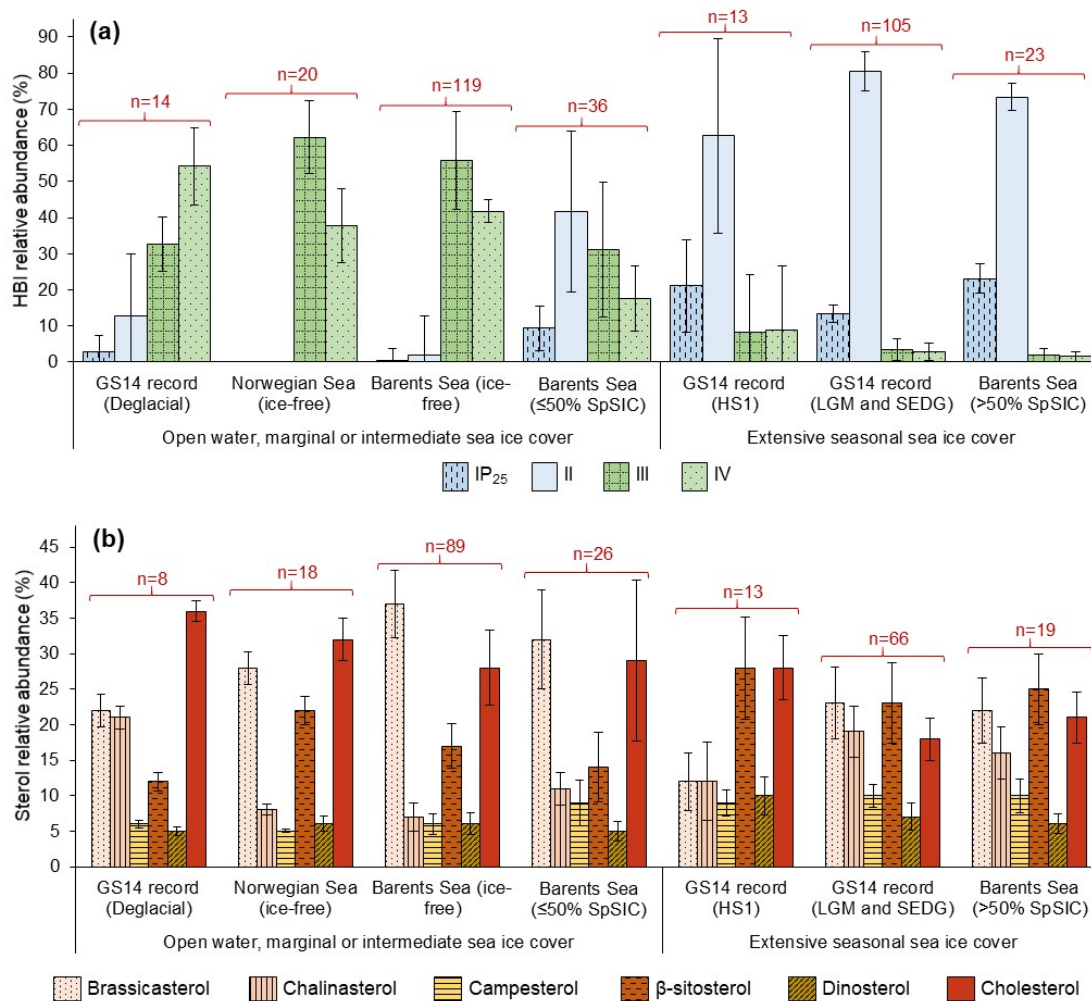 (a)
HBI relative abundance (%)
90
80
70
60
50
40
30
20
10
0
n=14
n=20
n=119
n=36
n=13
n=105
n=23
GS14 record (Deglacial)
Norwegian Sea (ice-free)
Barents Sea (ice-free)
Barents Sea (≤50% SpSIC)
GS14 record (HS1)
GS14 record (LGM and SEDG)
Barents Sea (>50% SpSIC)
Open water, marginal or intermediate sea ice cover
Extensive seasonal sea ice cover
IP25
II
III
IV
(b)
Sterol relative abundance (%)
45
40
35
30
25
20
15
10
5
0
n=8
n=18
n=89
n=26
n=13
n=66
n=19
GS14 record (Deglacial)
Norwegian Sea (ice-free)
Barents Sea (ice-free)
Barents Sea (≤50% SpSIC)
GS14 record (HS1)
GS14 record (LGM and SEDG)
Barents Sea (>50% SpSIC)
Open water, marginal or intermediate sea ice cover
Extensive seasonal sea ice cover
Brassicasterol
Chalinasterol
Campesterol
β-sitosterol
Dinosterol
Cholesterol